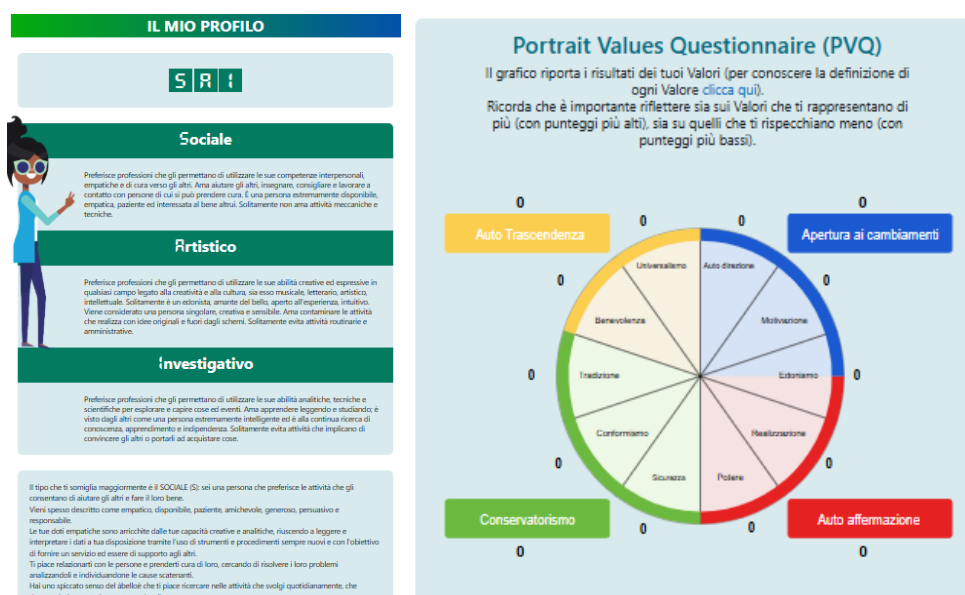 IL MIO PROFILO
SAI
Sociale
Preferisce professioni che gli permettano di utilizzare le sue competenze interpersonali,
empatiche e di cura verso gli altri. Ama aiutare gli altri, insegnare, consigliare e lavorare a
contatto con persone di cui si può prendere cura. È una persona estremamente disponibile,
empatica, paziente ed interessata al bene altrui. Solitamente non ama attività meccaniche e
tecniche.
Artistico
Preferisce professioni che gli permettano di utilizzare le sue abilità creative ed espressive in
qualsiasi campo legato alla creatività e alla cultura, sia esso musicale, letterario, artistico,
intellettuale. Solitamente è un edonista, amante del bello, aperto all'esperienza, intuitivo.
Viene considerato una persona singolare, creativa e sensibile. Ama contaminare le attività
che realizza con idee originali e fuori dagli schemi. Solitamente evita attività routinarie e
amministrative.
Investigativo
Preferisce professioni che gli permettano di utilizzare le sue abilità analitiche, tecniche e
scientifiche per esplorare e capire cose ed eventi. Ama apprendere leggendo e studiando; è
visto dagli altri come una persona estremamente intelligente ed è alla continua ricerca di
conoscenza, apprendimento e indipendenza. Solitamente evita attività che implicano di
convincere gli altri o portarli ad acquistare cose.
Il tipo che ti somiglia maggiormente è il SOCIALE (S): sei una persona che preferisce le attività che gli
consentano di aiutare gli altri e fare il loro bene.
Vieni spesso descritto come empatico, disponibile, paziente, amichevole, generoso, persuasivo e
responsabile.
Le tue doti empatiche sono arricchite dalle tue capacità creative e analitiche, riuscendo a leggere e
interpretare i dati a tua disposizione tramite l'uso di strumenti e procedimenti sempre nuovi e con l'obiettivo
di fornire un servizio ed essere di supporto agli altri.
Ti piace relazionarti con le persone e prenderti cura di loro, cercando di risolvere i loro problemi
analizzandoli e individuandone le cause scatenanti.
Hai uno spiccato senso del ábelloè che ti piace ricercare nelle attività che svolgi quotidianamente, che
Portrait Values Questionnaire (PVQ)
Il grafico riporta i risultati dei tuoi Valori (per conoscere la definizione di
ogni Valore clicca qui).
Ricorda che è importante riflettere sia sui Valori che ti rappresentano di
più (con punteggi più alti), sia su quelli che ti rispecchiano meno (con
punteggi più bassi).
0 0
Auto Trascendenza 0 0 Apertura ai cambiamenti
Universalismo Auto direzione
0 0
Benevolenza Motivazione
0 Tradizione Edonismo 0
Conformismo Realizzazione
0 0
Sicurezza Potere
Conservatorismo 0 0 Auto affermazione
0 0